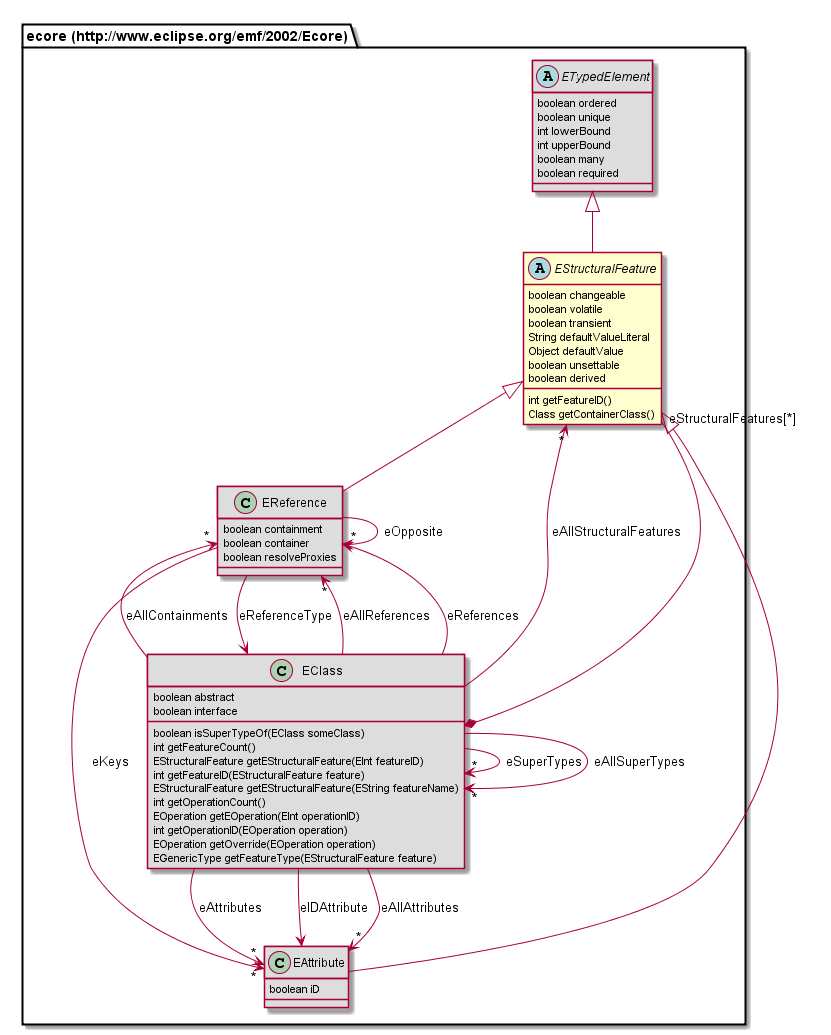 ecore (http://www.eclipse.org/emf/2002/Ecore)
A ETypedElement
boolean ordered
boolean unique
int lowerBound
int upperBound
boolean many
boolean required
A EStructuralFeature
boolean changeable
boolean volatile
boolean transient
String defaultValueLiteral
Object defaultValue
boolean unsettable
boolean derived
int getFeatureID()
Class getContainerClass()
eStructuralFeatures[*]
*
C EReference
boolean containment
boolean container
boolean resolveProxies
*
*
eOpposite
eAllStructuralFeatures
*
eAllContainments
eReferenceType
eAllReferences
eReferences
C EClass
boolean abstract
boolean interface
boolean isSuperTypeOf(EClass someClass)
int getFeatureCount()
EStructuralFeature getEStructuralFeature(EInt featureID)
int getFeatureID(EStructuralFeature feature)
EStructuralFeature getEStructuralFeature(EString featureName)
int getOperationCount()
EOperation getEOperation(EInt operationID)
int getOperationID(EOperation operation)
EOperation getOverride(EOperation operation)
EGenericType getFeatureType(EStructuralFeature feature)
eKeys
*
eSuperTypes
eAllSuperTypes
*
eAttributes
eIDAttribute
eAllAttributes
*
*
*
C EAttribute
boolean iD